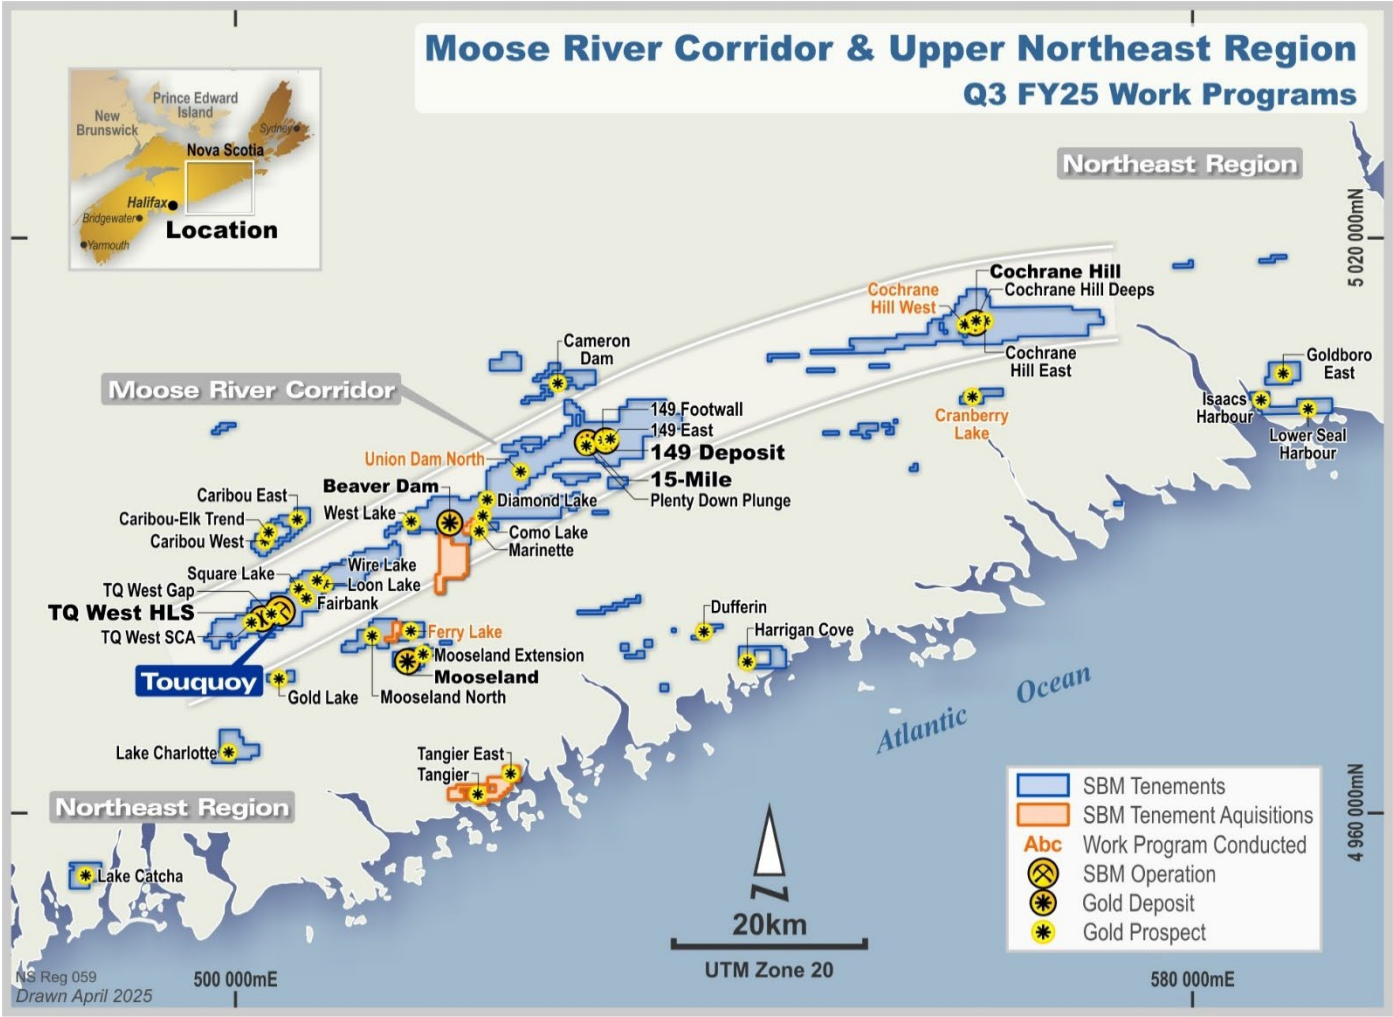 Moose River Corridor & Upper Northeast Region
Q3 FY25 Work Programs
Prince Edward
Island
New
Brunswick
Sydney
Nova Scotia
Halifax
Bridgewater
Yarmouth
Location
Northeast Region
5 020 000mN
Cochrane Hill
Cochrane Hill Deeps
Cochrane
Hill West
Cochrane
Hill East
Cameron
Dam
Goldboro
East
Isaacs
Harbour
Lower Seal
Harbour
Cranberry
Lake
Moose River Corridor
149 Footwall
149 East
149 Deposit
15-Mile
Plenty Down Plunge
Union Dam North
Beaver Dam
West Lake
Diamond Lake
Como Lake
Marinette
Caribou East
Caribou-Elk Trend
Caribou West
Wire Lake
Square Lake
Loon Lake
TQ West Gap
Fairbank
TQ West HLS
TQ West SCA
Touquoy
Gold Lake
Ferry Lake
Mooseland Extension
Mooseland
Mooseland North
Dufferin
Harrigan Cove
Atlantic Ocean
Lake Charlotte
Tangier East
Tangier
Northeast Region
Lake Catcha
4 960 000mN
SBM Tenements
SBM Tenement Aquisitions
Abc Work Program Conducted
SBM Operation
Gold Deposit
Gold Prospect
N
20km
UTM Zone 20
NS Reg 059
Drawn April 2025
500 000mE
580 000mE